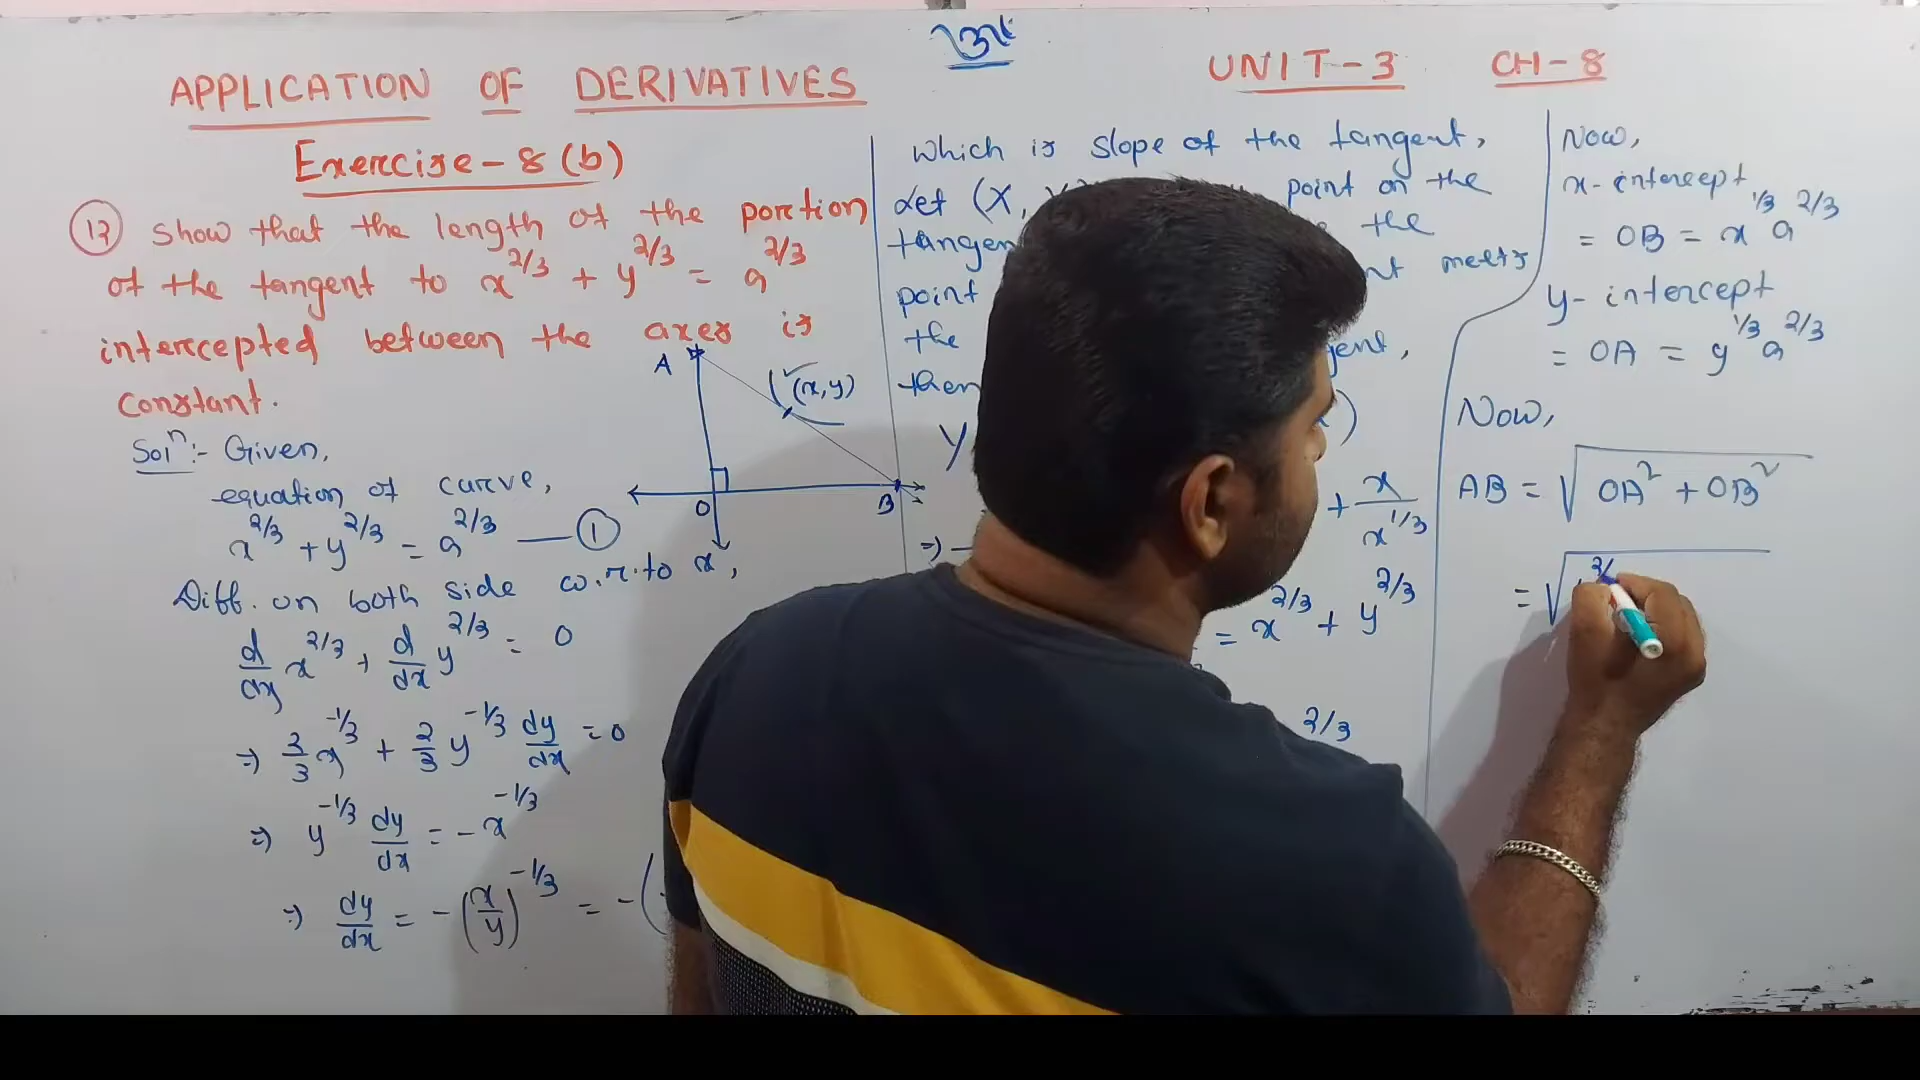 APPLICATION OF DERIVATIVES
UNIT-3 CH-8
Exercise-8(b)
13 Show that the length of the portion
of the tangent to x^{2/3} + y^{2/3} = a^{2/3}
intercepted between the axes is
constant.
Sol^n:- Given,
equation of curve,
x^{2/3} + y^{2/3} = a^{2/3} — 1
Diff. on both side w.r.to x,
d/dx x^{2/3} + d/dx y^{2/3} = 0
=> 2/3 x^{-1/3} + 2/3 y^{-1/3} dy/dx = 0
=> y^{-1/3} dy/dx = - x^{-1/3}
=> dy/dx = - (x/y)^{-1/3} = - (
A
(x,y)
O
B
which is slope of the tangent,
Let (X, point on the
the
point meets
the
then
Y
+ x/x^{1/3}
=>
= x^{2/3} + y^{2/3}
2/3
Now,
x-intercept
= OB = x^{1/3} a^{2/3}
y-intercept
= OA = y^{1/3} a^{2/3}
Now,
AB = √(OA² + OB²)
= √